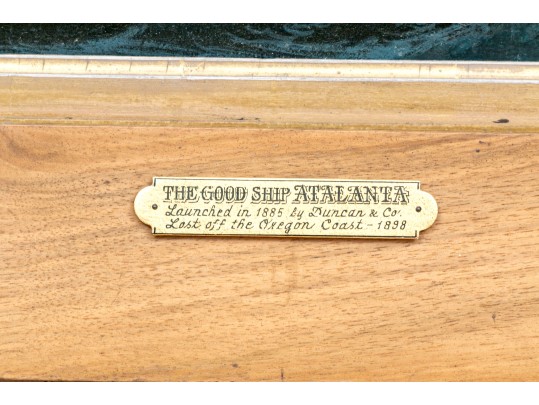 THE GOOD SHIP ATALANTA
Launched in 1885 by Duncan & Co.
Lost off the Oregon Coast - 1898